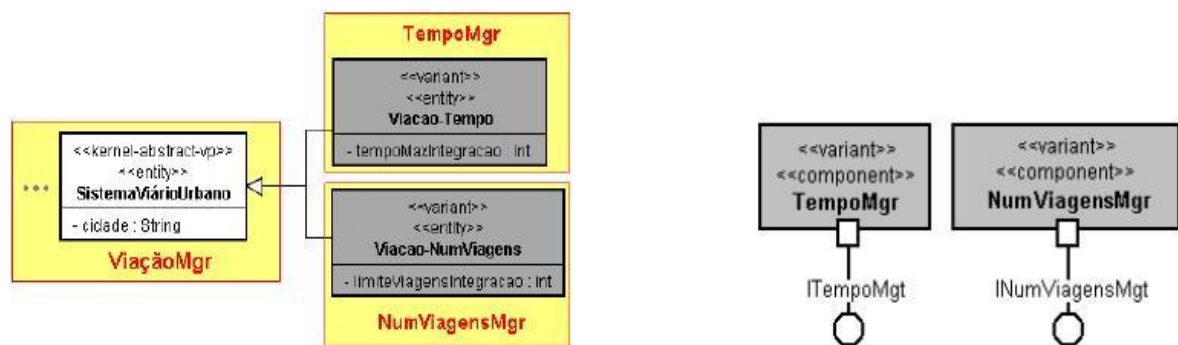 TempoMgr
<<variant>>
<<entity>>
Viacao-Tempo
- tempoMaxIntegracao : int
<<kernel-abstract-vp>>
<<entity>>
SistemaViárioUrbano
- cidade : String
...
ViaçãoMgr
<<variant>>
<<entity>>
Viacao-NumViagens
- limiteViagensIntegracao : int
NumViagensMgr
<<variant>>
<<component>>
TempoMgr
ITempoMgt
<<variant>>
<<component>>
NumViagensMgr
INumViagensMgt